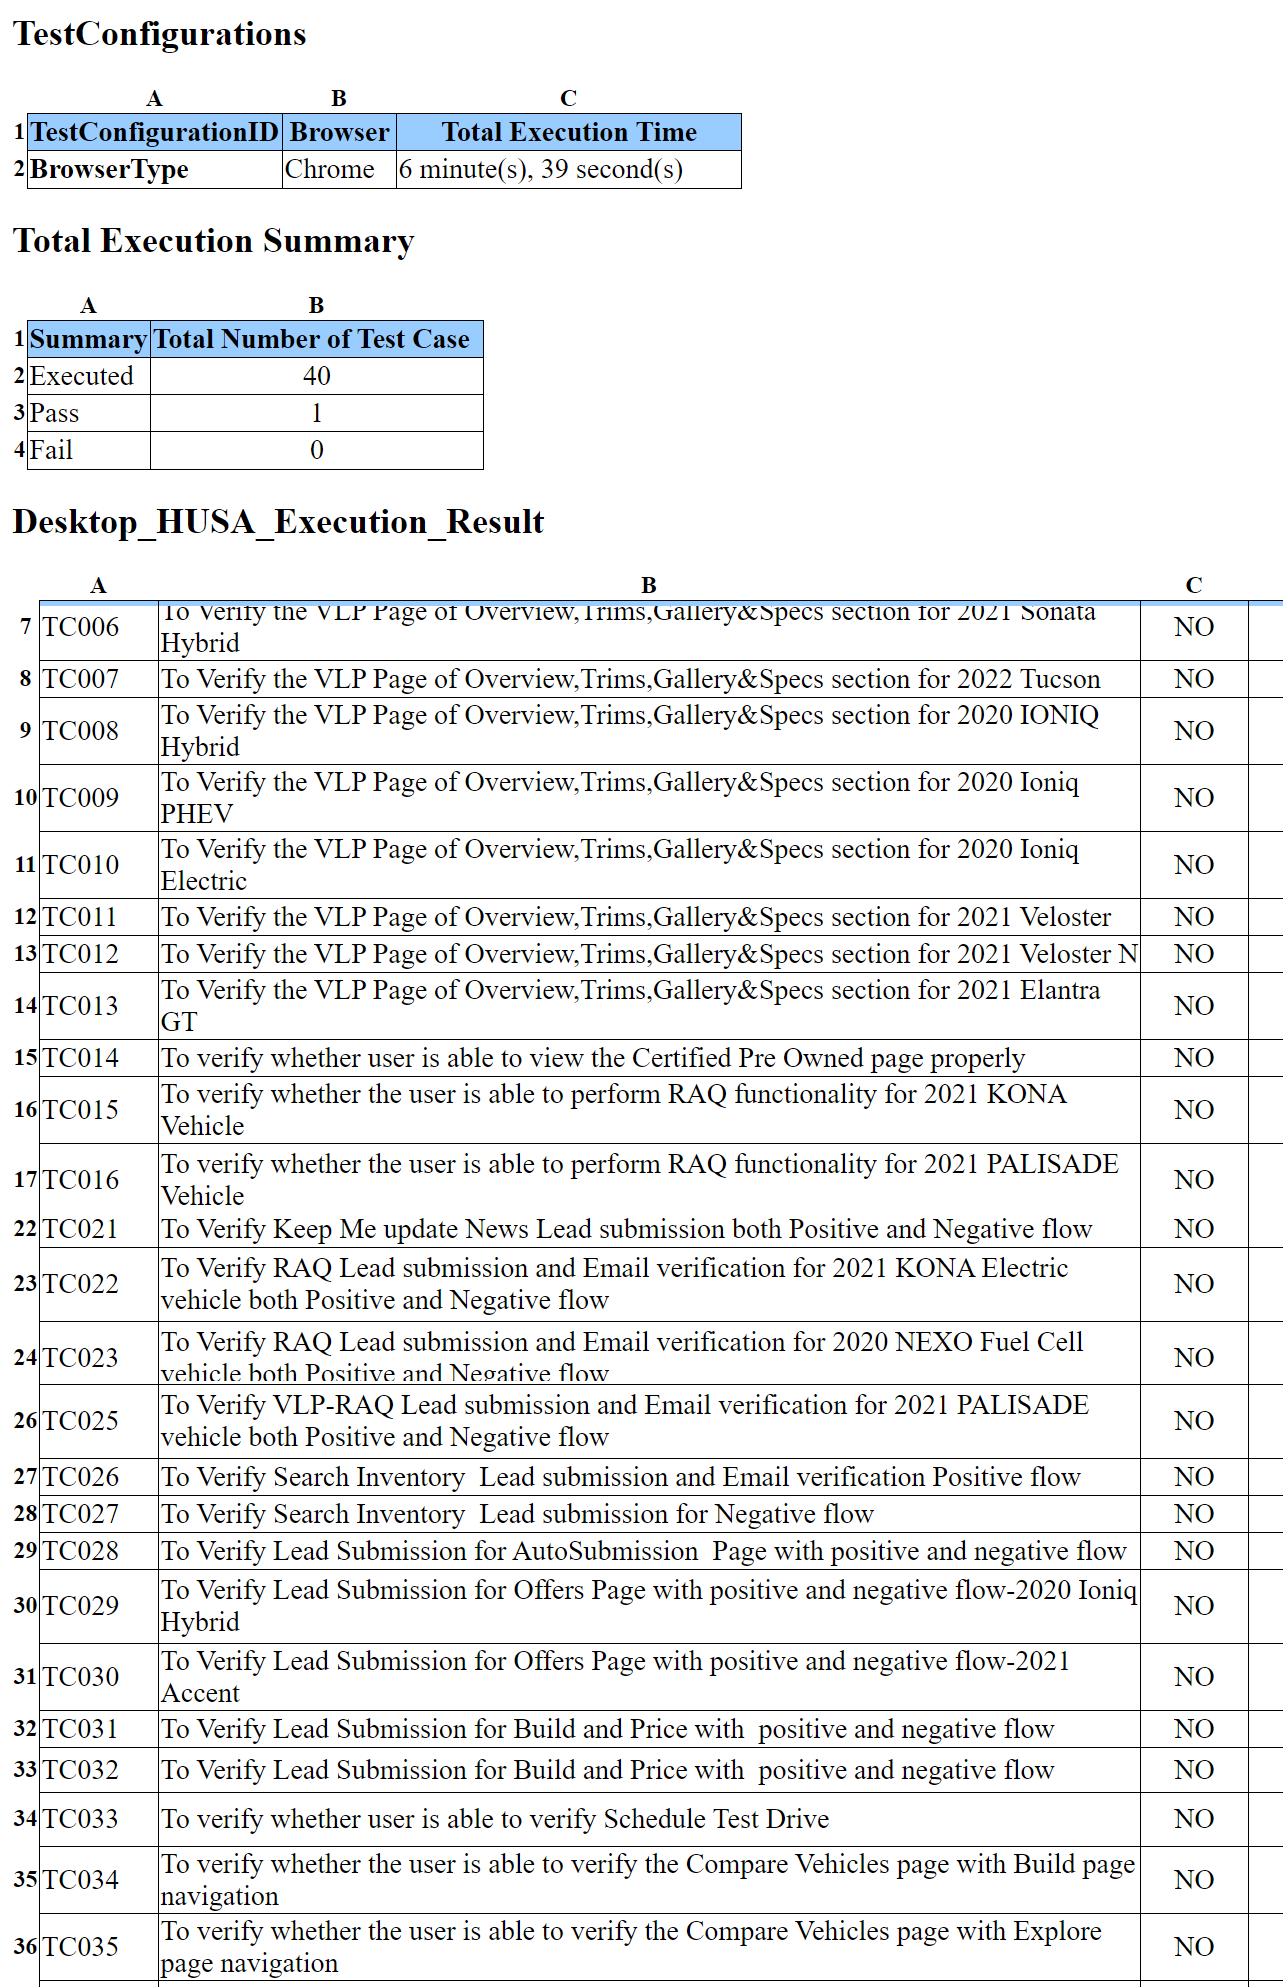 TestConfigurations
A B C
1 TestConfigurationID Browser Total Execution Time
2 BrowserType Chrome 6 minute(s), 39 second(s)
Total Execution Summary
A B
1 Summary Total Number of Test Case
2 Executed 40
3 Pass 1
4 Fail 0
Desktop_HUSA_Execution_Result
A B C
To Verify the VLP Page of Overview,Trims,Gallery&Specs section for 2021 Sonata
7 TC006 NO
Hybrid
8 TC007 To Verify the VLP Page of Overview,Trims,Gallery&Specs section for 2022 Tucson NO
To Verify the VLP Page of Overview,Trims,Gallery&Specs section for 2020 IONIQ
9 TC008 NO
Hybrid
To Verify the VLP Page of Overview,Trims,Gallery&Specs section for 2020 Ioniq
10 TC009 NO
PHEV
To Verify the VLP Page of Overview,Trims,Gallery&Specs section for 2020 Ioniq
11 TC010 NO
Electric
12 TC011 To Verify the VLP Page of Overview,Trims,Gallery&Specs section for 2021 Veloster NO
13 TC012 To Verify the VLP Page of Overview,Trims,Gallery&Specs section for 2021 Veloster N NO
To Verify the VLP Page of Overview,Trims,Gallery&Specs section for 2021 Elantra
14 TC013 NO
GT
15 TC014 To verify whether user is able to view the Certified Pre Owned page properly NO
To verify whether the user is able to perform RAQ functionality for 2021 KONA
16 TC015 NO
Vehicle
To verify whether the user is able to perform RAQ functionality for 2021 PALISADE
17 TC016 NO
Vehicle
22 TC021 To Verify Keep Me update News Lead submission both Positive and Negative flow NO
To Verify RAQ Lead submission and Email verification for 2021 KONA Electric
23 TC022 NO
vehicle both Positive and Negative flow
To Verify RAQ Lead submission and Email verification for 2020 NEXO Fuel Cell
24 TC023 NO
vehicle both Positive and Negative flow
To Verify VLP-RAQ Lead submission and Email verification for 2021 PALISADE
26 TC025 NO
vehicle both Positive and Negative flow
27 TC026 To Verify Search Inventory  Lead submission and Email verification Positive flow NO
28 TC027 To Verify Search Inventory  Lead submission for Negative flow NO
29 TC028 To Verify Lead Submission for AutoSubmission  Page with positive and negative flow NO
To Verify Lead Submission for Offers Page with positive and negative flow-2020 Ioniq
30 TC029 NO
Hybrid
To Verify Lead Submission for Offers Page with positive and negative flow-2021
31 TC030 NO
Accent
32 TC031 To Verify Lead Submission for Build and Price with  positive and negative flow NO
33 TC032 To Verify Lead Submission for Build and Price with  positive and negative flow NO
34 TC033 To verify whether user is able to verify Schedule Test Drive NO
To verify whether the user is able to verify the Compare Vehicles page with Build page
35 TC034 NO
navigation
To verify whether the user is able to verify the Compare Vehicles page with Explore
36 TC035 NO
page navigation